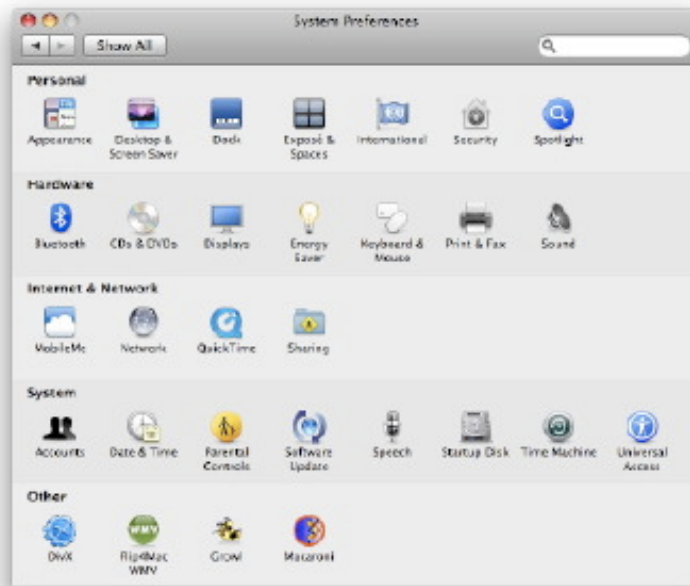 System Preferences
Show All
Personal
Appearance
Desktop & Screen Saver
Dock
Exposé & Spaces
International
Security
Spotlight
Hardware
Bluetooth
CDs & DVDs
Displays
Energy Saver
Keyboard & Mouse
Print & Fax
Sound
Internet & Network
MobileMe
Network
QuickTime
Sharing
System
Accounts
Date & Time
Parental Controls
Software Update
Speech
Startup Disk
Time Machine
Universal Access
Other
DivX
Flip4Mac WMV
Growl
Macaroni